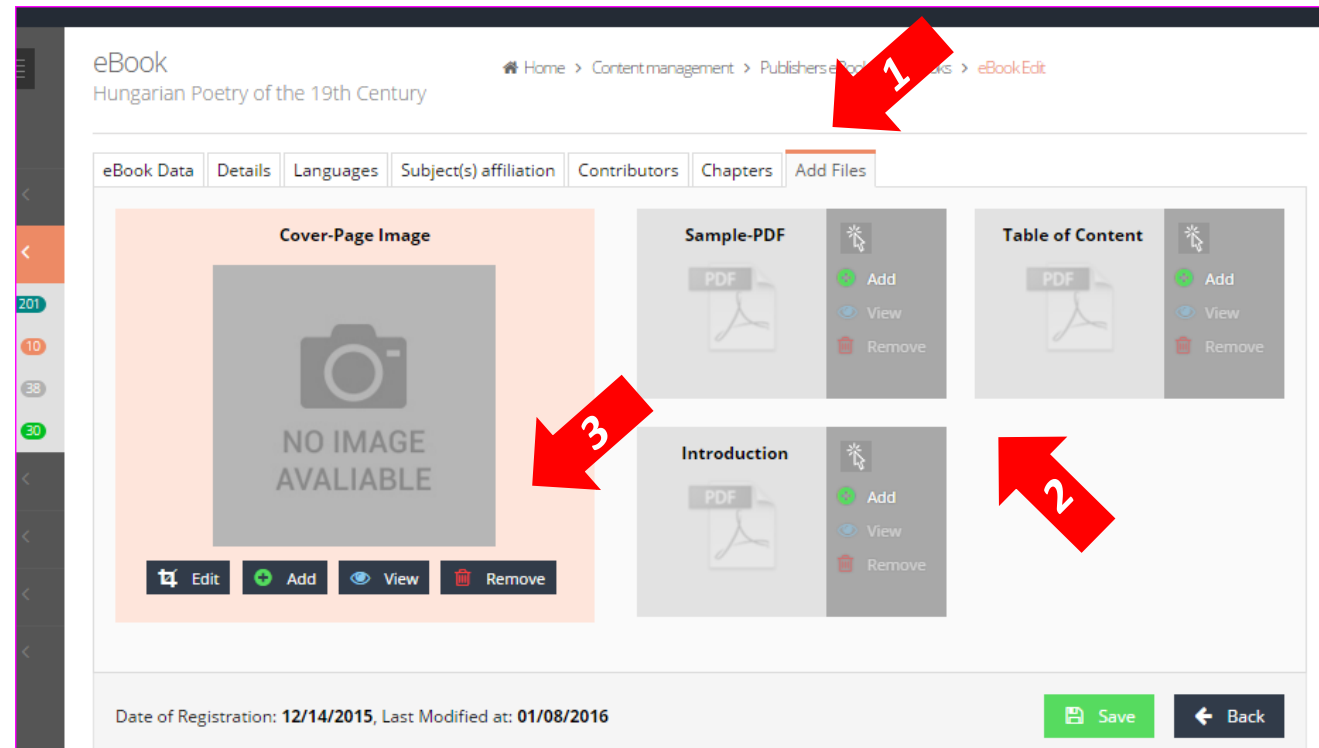 eBook
Home > Content management > Publishers eBooks > eBook Edit
Hungarian Poetry of the 19th Century
1
eBook Data Details Languages Subject(s) affiliation Contributors Chapters Add Files
Cover-Page Image
NO IMAGE
AVALIABLE
Edit Add View Remove
3
Sample-PDF
PDF
Add
View
Remove
Table of Content
PDF
Add
View
Remove
Introduction
PDF
Add
View
Remove
2
201
10
38
30
Date of Registration: 12/14/2015, Last Modified at: 01/08/2016
Save Back